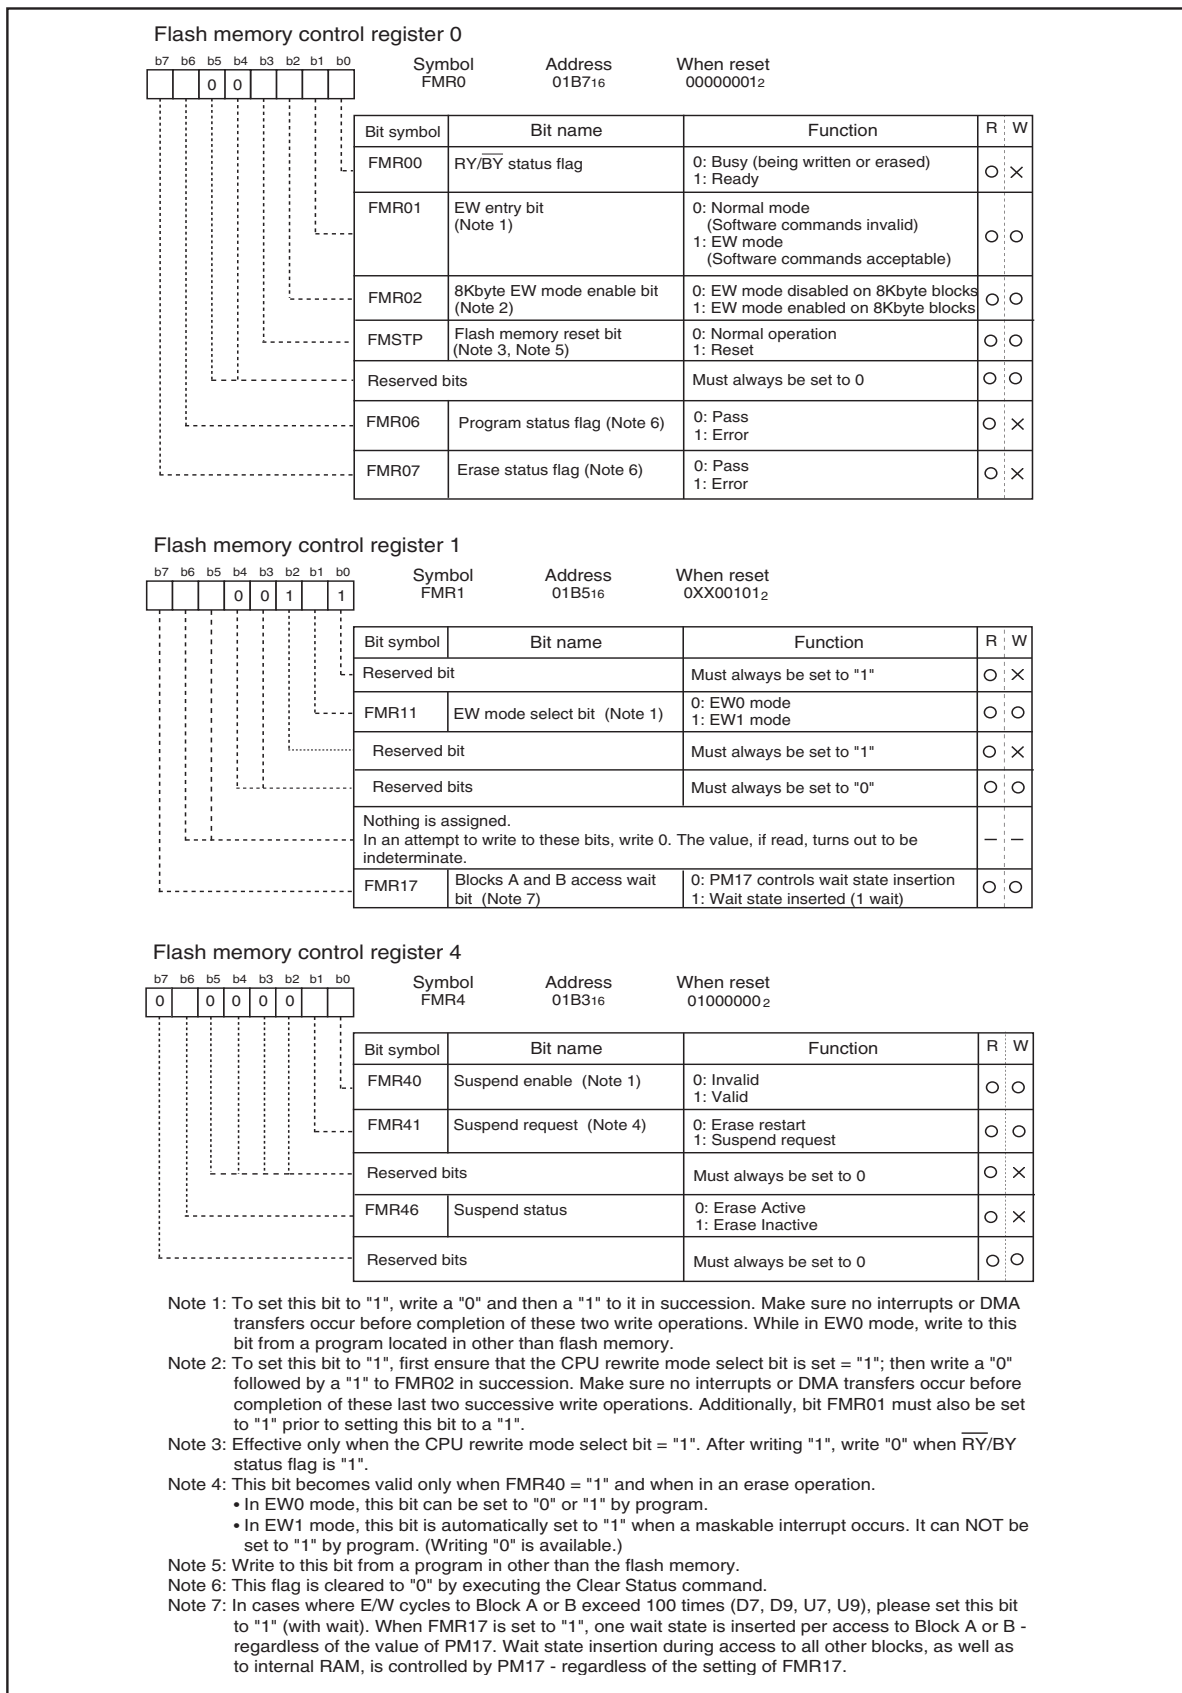 Flash memory control register 0
b7 b6 b5 b4 b3 b2 b1 b0
Symbol Address When reset
FMR0 01B716 000000012
0 0
Bit symbol Bit name Function R W
FMR00 RY/BY status flag 0: Busy (being written or erased)
1: Ready
FMR01 EW entry bit 0: Normal mode
(Note 1) (Software commands invalid)
1: EW mode
(Software commands acceptable)
FMR02 8Kbyte EW mode enable bit 0: EW mode disabled on 8Kbyte blocks
(Note 2) 1: EW mode enabled on 8Kbyte blocks
FMSTP Flash memory reset bit 0: Normal operation
(Note 3, Note 5) 1: Reset
Reserved bits Must always be set to 0
FMR06 Program status flag (Note 6) 0: Pass
1: Error
FMR07 Erase status flag (Note 6) 0: Pass
1: Error
Flash memory control register 1
b7 b6 b5 b4 b3 b2 b1 b0
Symbol Address When reset
FMR1 01B516 0XX001012
0 0 1 1
Bit symbol Bit name Function R W
Reserved bit Must always be set to "1"
FMR11 EW mode select bit (Note 1) 0: EW0 mode
1: EW1 mode
Reserved bit Must always be set to "1"
Reserved bits Must always be set to "0"
Nothing is assigned.
In an attempt to write to these bits, write 0. The value, if read, turns out to be
indeterminate.
FMR17 Blocks A and B access wait 0: PM17 controls wait state insertion
bit (Note 7) 1: Wait state inserted (1 wait)
Flash memory control register 4
b7 b6 b5 b4 b3 b2 b1 b0
Symbol Address When reset
FMR4 01B316 010000002
0 0 0 0 0
Bit symbol Bit name Function R W
FMR40 Suspend enable (Note 1) 0: Invalid
1: Valid
FMR41 Suspend request (Note 4) 0: Erase restart
1: Suspend request
Reserved bits Must always be set to 0
FMR46 Suspend status 0: Erase Active
1: Erase Inactive
Reserved bits Must always be set to 0
Note 1: To set this bit to "1", write a "0" and then a "1" to it in succession. Make sure no interrupts or DMA
transfers occur before completion of these two write operations. While in EW0 mode, write to this
bit from a program located in other than flash memory.
Note 2: To set this bit to "1", first ensure that the CPU rewrite mode select bit is set = "1"; then write a "0"
followed by a "1" to FMR02 in succession. Make sure no interrupts or DMA transfers occur before
completion of these last two successive write operations. Additionally, bit FMR01 must also be set
to "1" prior to setting this bit to a "1".
Note 3: Effective only when the CPU rewrite mode select bit = "1". After writing "1", write "0" when RY/BY
status flag is "1".
Note 4: This bit becomes valid only when FMR40 = "1" and when in an erase operation.
• In EW0 mode, this bit can be set to "0" or "1" by program.
• In EW1 mode, this bit is automatically set to "1" when a maskable interrupt occurs. It can NOT be
set to "1" by program. (Writing "0" is available.)
Note 5: Write to this bit from a program in other than the flash memory.
Note 6: This flag is cleared to "0" by executing the Clear Status command.
Note 7: In cases where E/W cycles to Block A or B exceed 100 times (D7, D9, U7, U9), please set this bit
to "1" (with wait). When FMR17 is set to "1", one wait state is inserted per access to Block A or B -
regardless of the value of PM17. Wait state insertion during access to all other blocks, as well as
to internal RAM, is controlled by PM17 - regardless of the setting of FMR17.